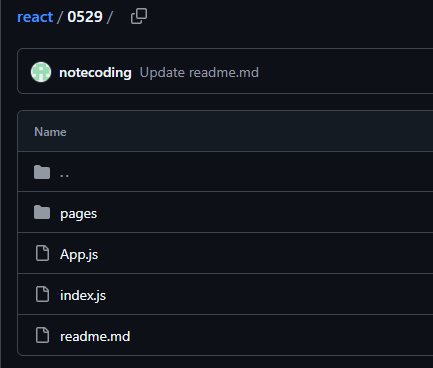 react / 0529 /
notecoding Update readme.md
Name
..
pages
App.js
index.js
readme.md